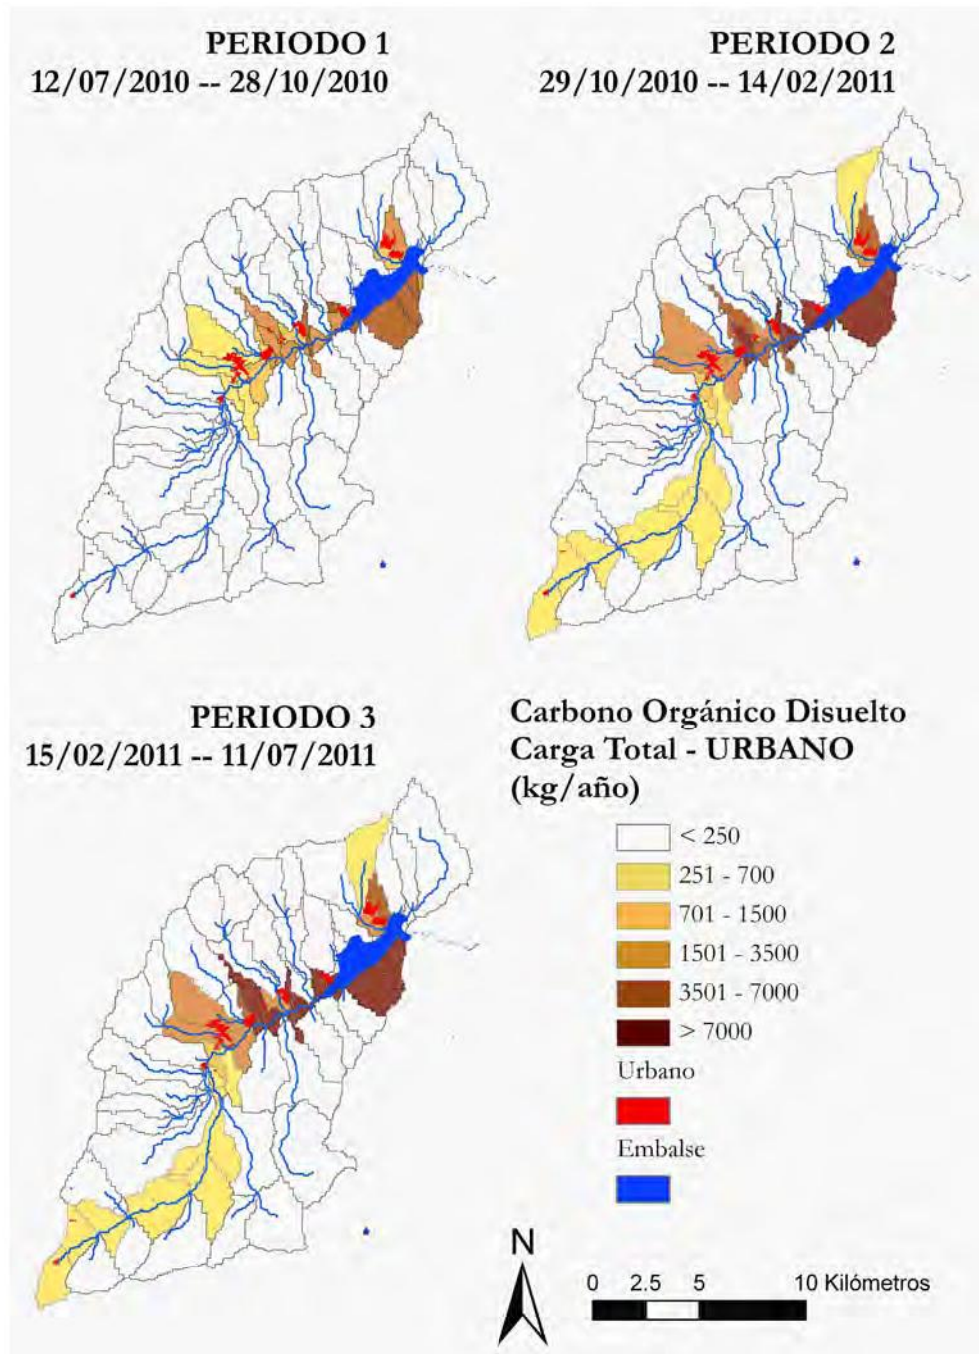 PERIODO 1
12/07/2010 -- 28/10/2010
PERIODO 2
29/10/2010 -- 14/02/2011
PERIODO 3
15/02/2011 -- 11/07/2011
Carbono Orgánico Disuelto
Carga Total - URBANO
(kg/año)
< 250
251 - 700
701 - 1500
1501 - 3500
3501 - 7000
> 7000
Urbano
Embalse
N
0 2.5 5 10 Kilómetros